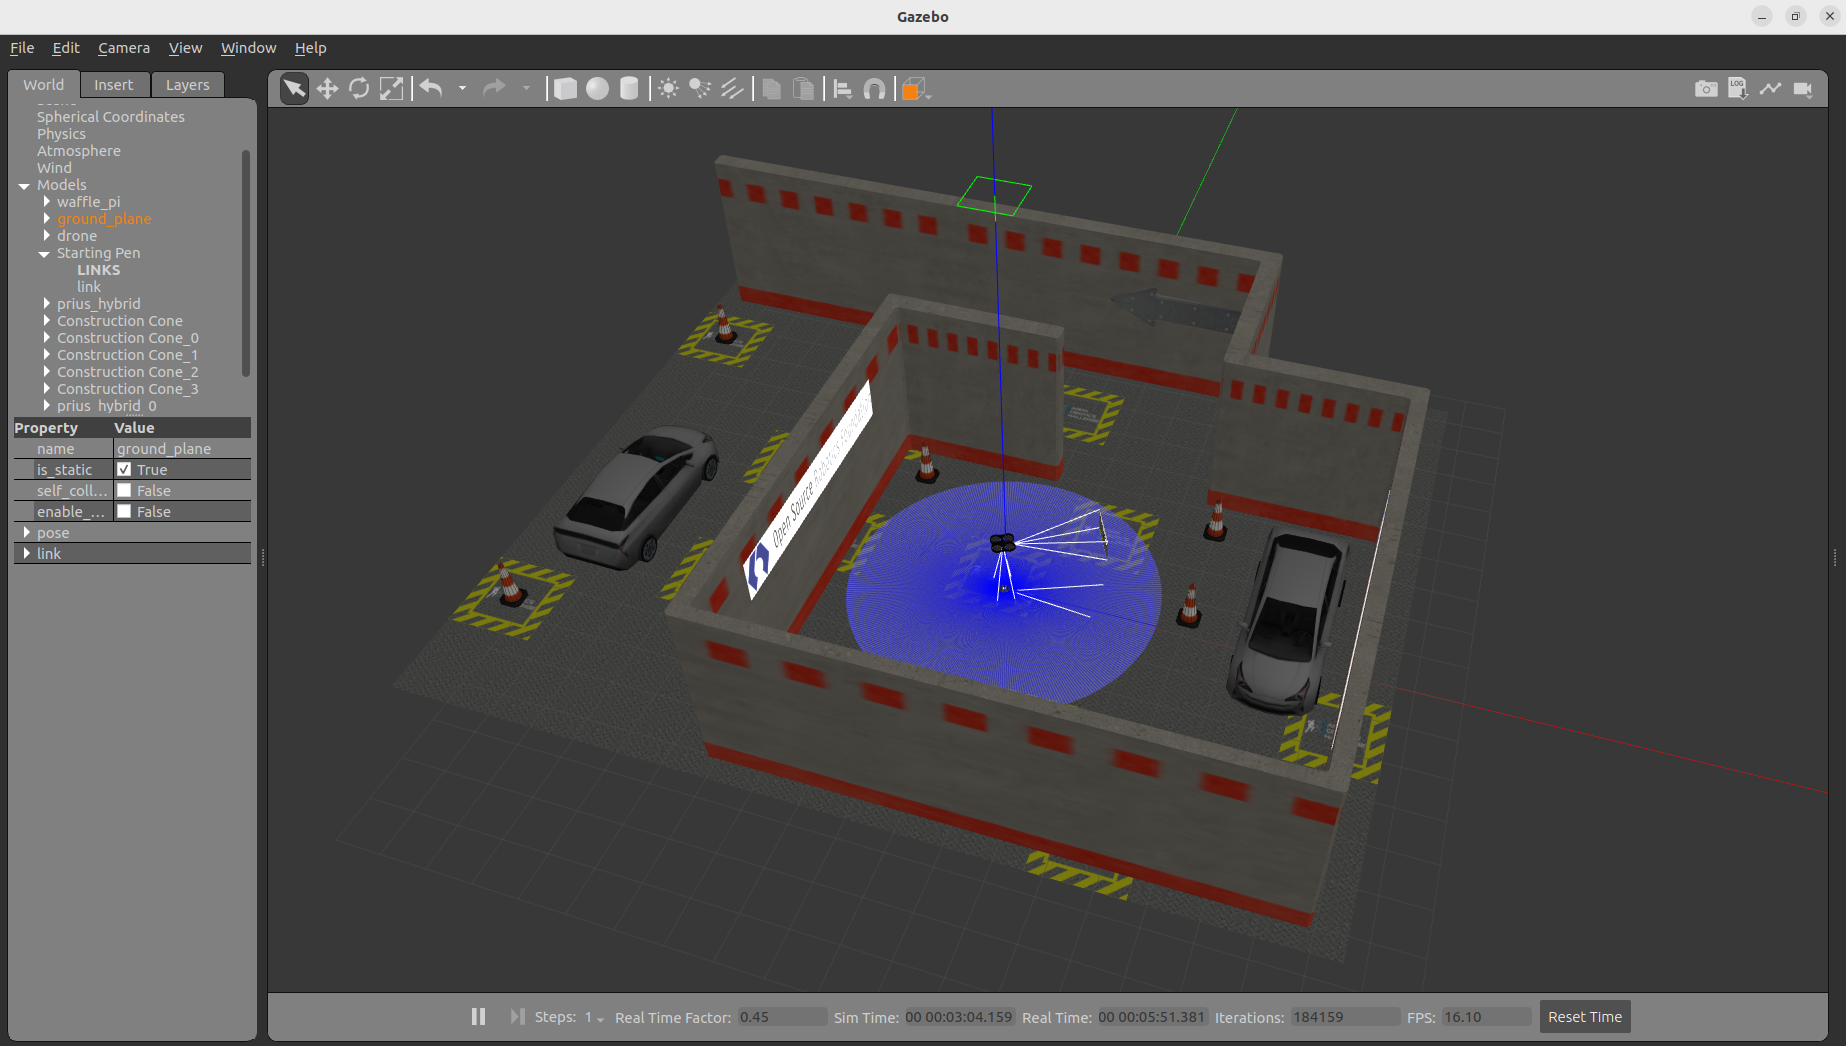 Gazebo
File Edit Camera View Window Help
World Insert Layers
LOG
Spherical Coordinates
Physics
Atmosphere
Wind
Models
waffle_pi
ground_plane
drone
Starting Pen
LINKS
link
prius_hybrid
Construction Cone
Construction Cone_0
Construction Cone_1
Construction Cone_2
Construction Cone_3
prius_hybrid_0
Property Value
name ground_plane
is_static True
self_coll... False
enable_... False
pose
link
Open Source Robotics Foundation
Steps: 1 Real Time Factor: 0.45 Sim Time: 00 00:03:04.159 Real Time: 00 00:05:51.381 Iterations: 184159 FPS: 16.10 Reset Time